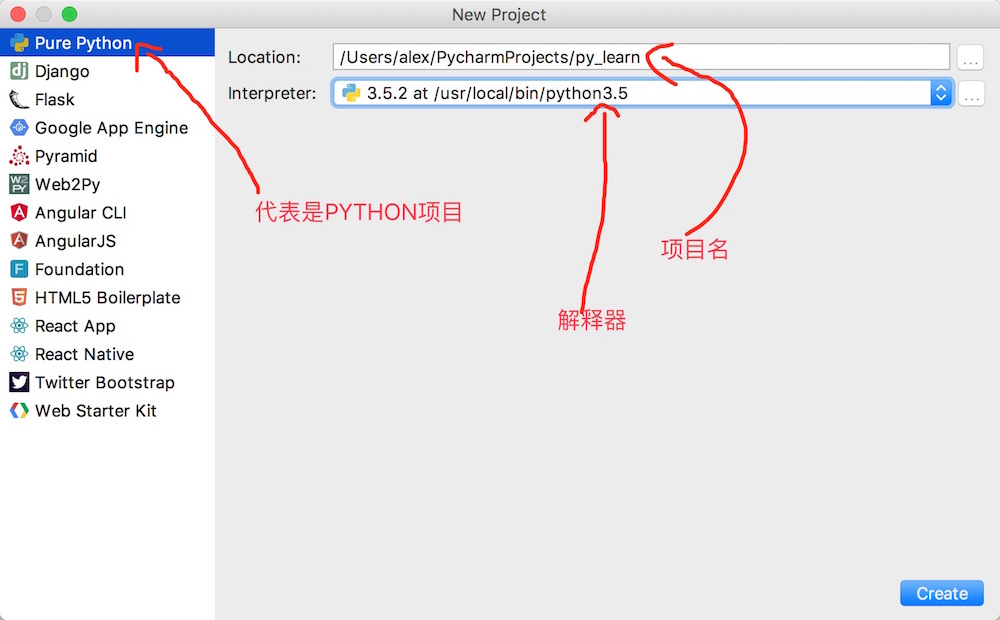 New Project
Pure Python
Django
Flask
Google App Engine
Pyramid
Web2Py
Angular CLI
AngularJS
Foundation
HTML5 Boilerplate
React App
React Native
Twitter Bootstrap
Web Starter Kit
Location: /Users/alex/PycharmProjects/py_learn ...
Interpreter: 3.5.2 at /usr/local/bin/python3.5 ...
代表是PYTHON项目
项目名
解释器
Create